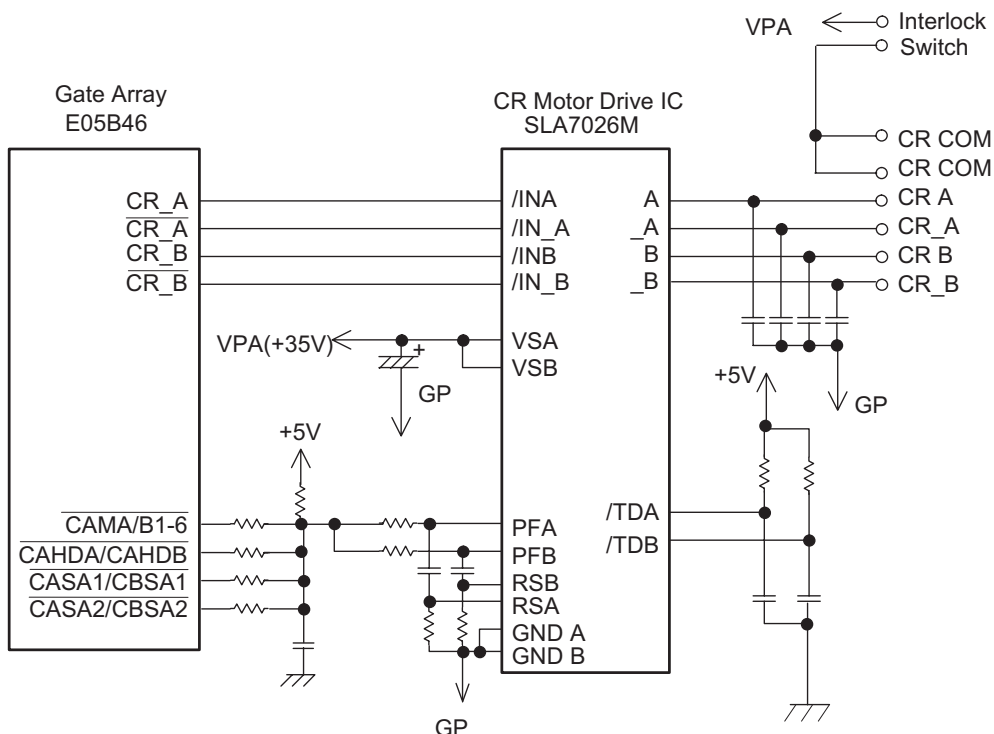 VPA
Interlock
Switch
Gate Array
E05B46
CR Motor Drive IC
SLA7026M
CR COM
CR COM
CR_A
/INA
A
CR A
CR_A
/IN_A
_A
CR_A
CR_B
/INB
B
CR B
CR_B
/IN_B
_B
CR_B
VPA(+35V)
+
VSA
VSB
GP
+5V
GP
+5V
CAMA/B1-6
PFA
/TDA
CAHDA/CAHDB
PFB
/TDB
CASA1/CBSA1
RSB
CASA2/CBSA2
RSA
GND A
GND B
GP